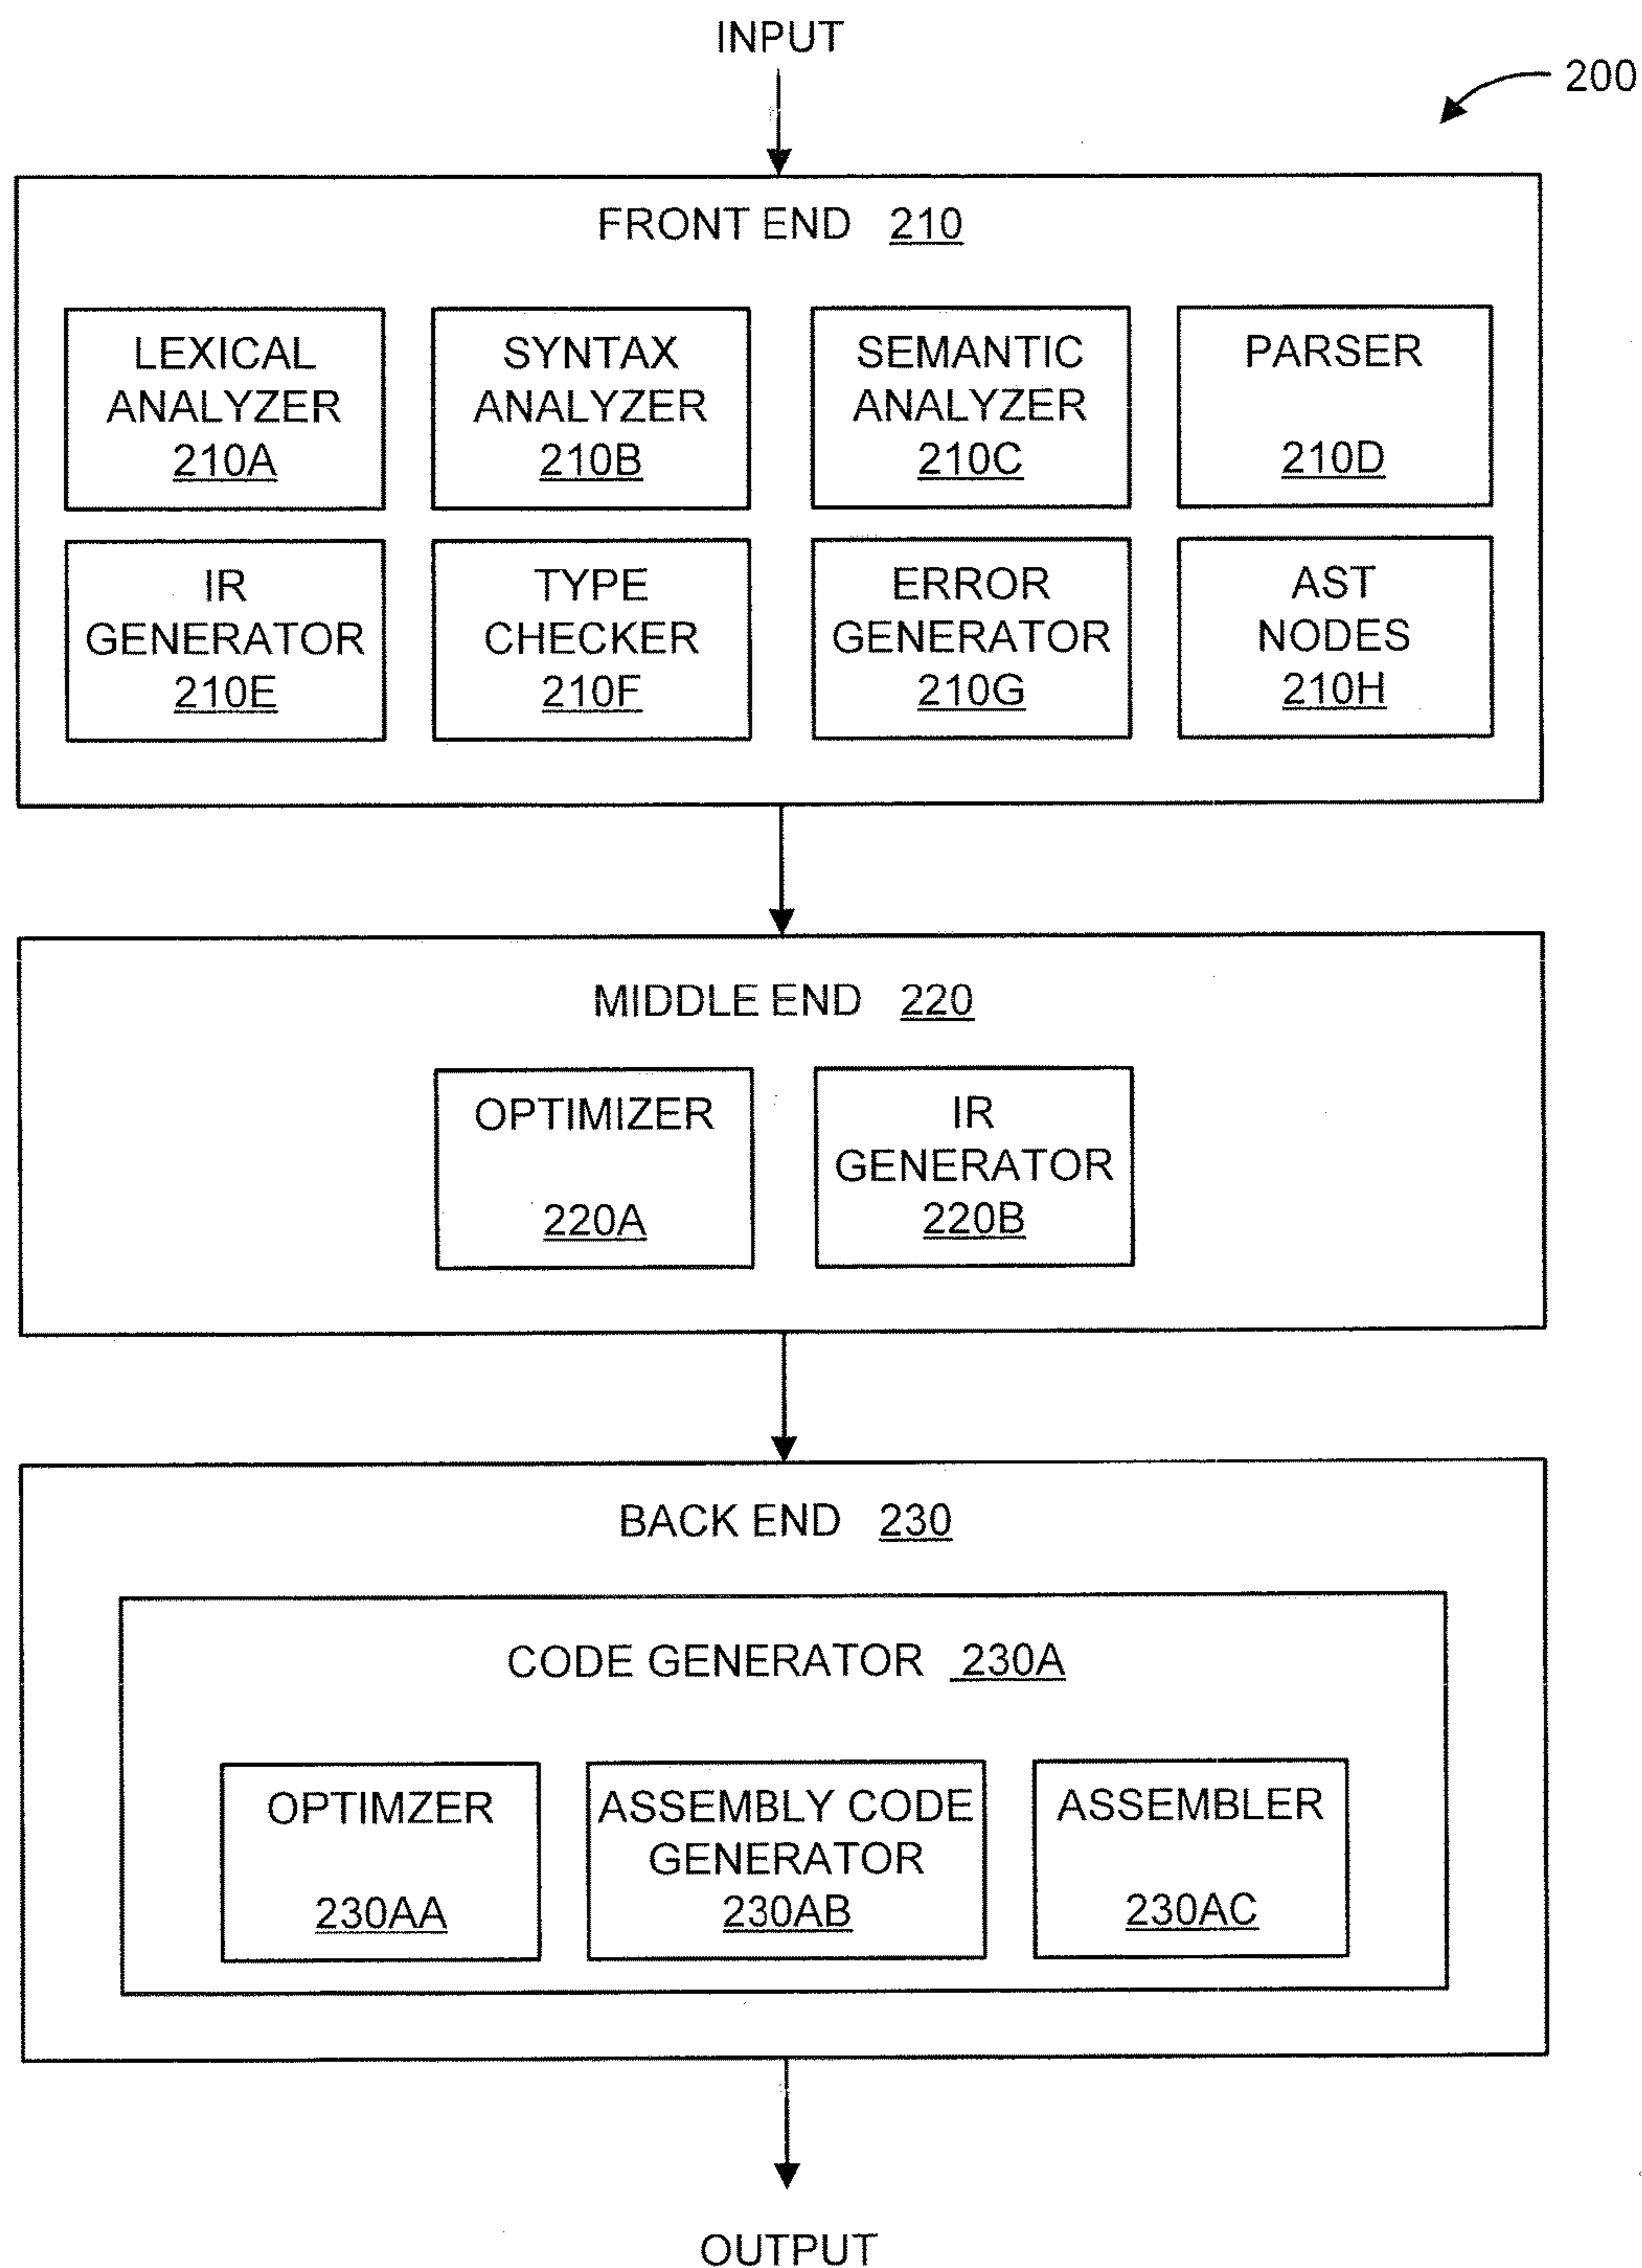 INPUT
200
FRONT END 210
LEXICAL
ANALYZER
210A
SYNTAX
ANALYZER
210B
SEMANTIC
ANALYZER
210C
PARSER
210D
IR
GENERATOR
210E
TYPE
CHECKER
210F
ERROR
GENERATOR
210G
AST
NODES
210H
MIDDLE END 220
OPTIMIZER
220A
IR
GENERATOR
220B
BACK END 230
CODE GENERATOR 230A
OPTIMZER
230AA
ASSEMBLY CODE
GENERATOR
230AB
ASSEMBLER
230AC
OUTPUT